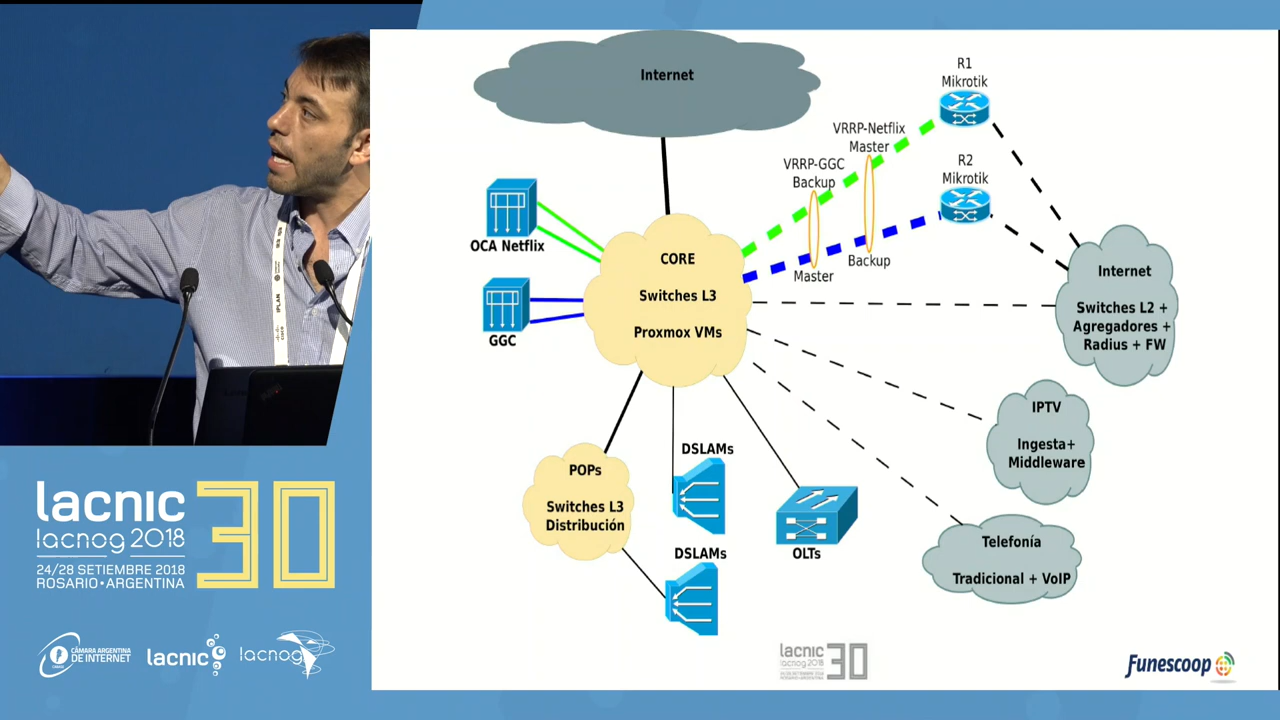 Internet
R1
Mikrotik
VRRP-Netflix
Master
VRRP-GGC
Backup
R2
Mikrotik
OCA Netflix
CORE
Switches L3
Proxmox VMs
Backup
Master
GGC
Internet
Switches L2 +
Agregadores +
Radius + FW
IPTV
Ingesta+
Middleware
DSLAMs
POPs
Switches L3
Distribución
OLTs
DSLAMs
Telefonía
Tradicional + VoIP
lacnic 30
lacnog 2018
24/28 SETIEMBRE 2018
ROSARIO•ARGENTINA
CÁMARA ARGENTINA
DE INTERNET
lacnic
lacnog
lacnic 30
lacnog 2018
Funescoop
IPLAN